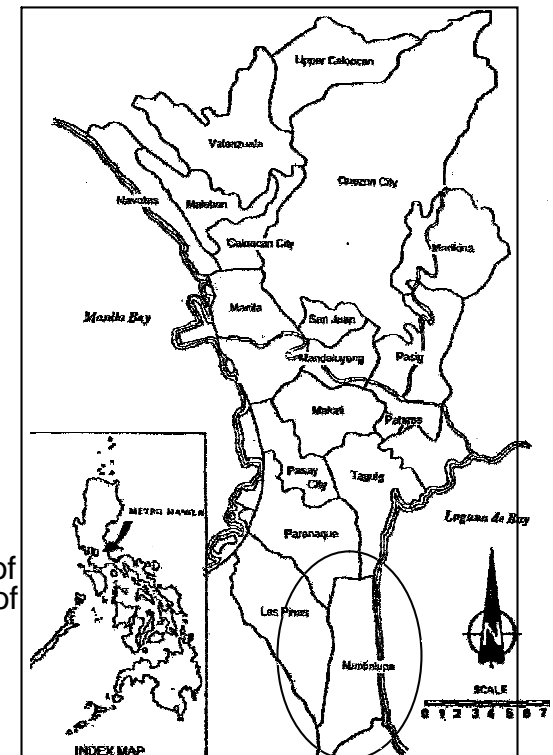 Upper Caloocan
Valenzuela
Quezon City
Navotas
Malabon
Caloocan City
Marikina
Manila
San Juan
Manila Bay
Mandaluyong
Pasig
Makati
Pateros
Pasay
City
Taguig
METRO MANILA
Laguna de Bay
Paranaque
of
of
Las Pinas
N
Muntinlupa
SCALE
0 1 2 3 4 5 6 7
INDEX MAP